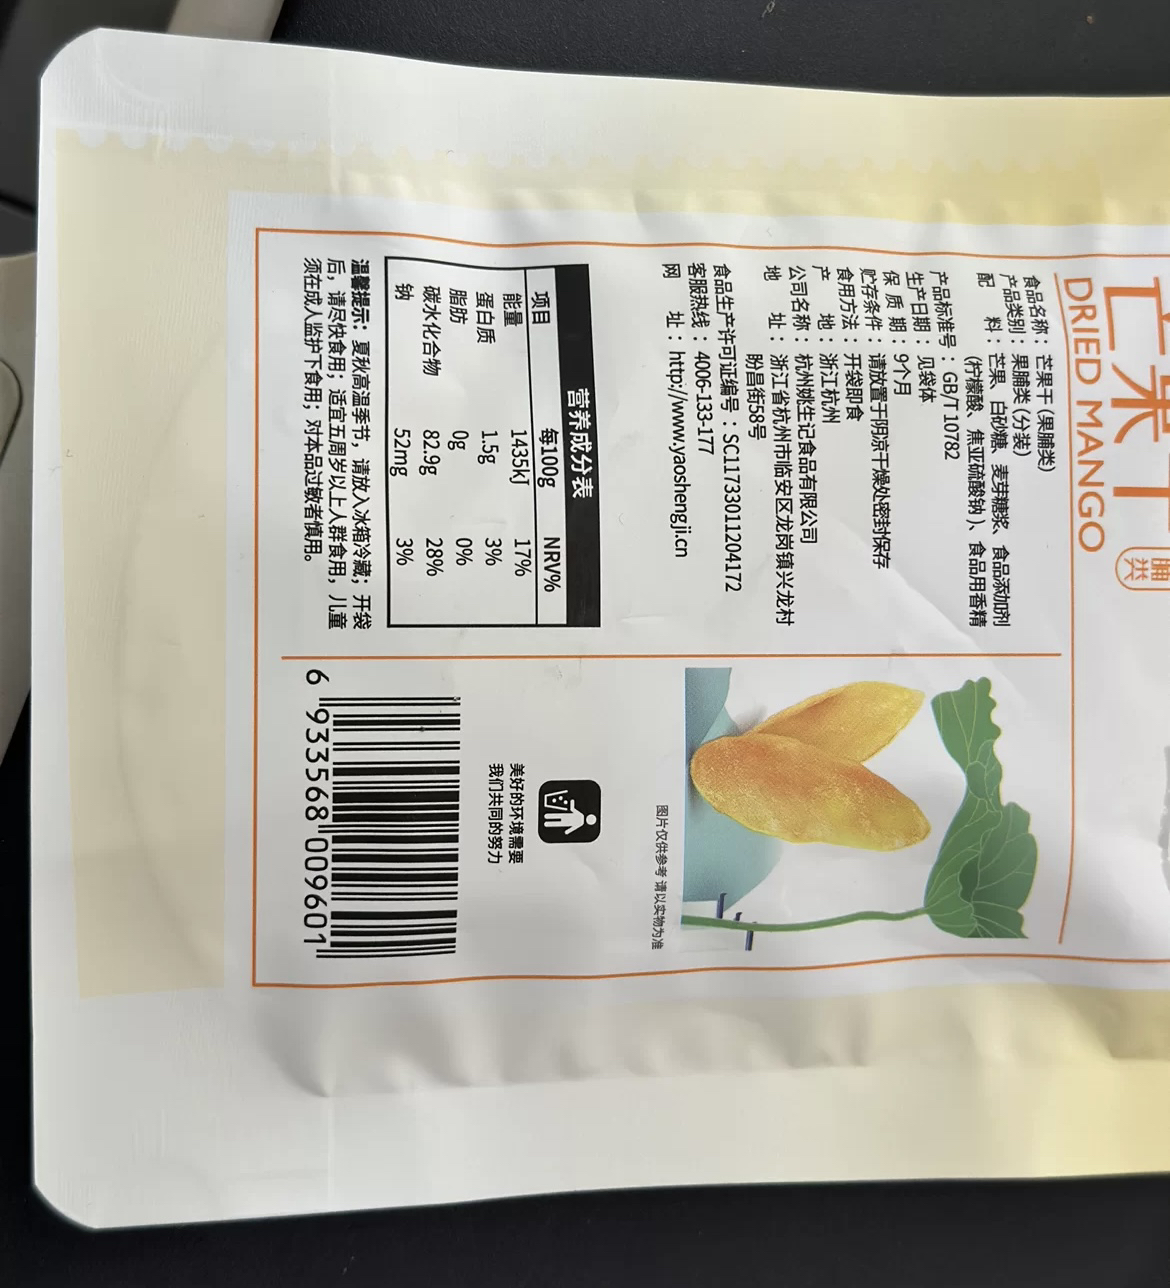 芒果干
果脯类
DRIED MANGO
食品名称：芒果干(果脯类)
产品类别：果脯类(分装)
配 料：芒果、白砂糖、麦芽糖浆、食品添加剂
(柠檬酸、焦亚硫酸钠)、食品用香精
产品标准号：GB/T 10782
生产日期：见袋体
保 质 期：9个月
贮存条件：请放置于阴凉干燥处密封保存
食用方法：开袋即食
产 地：浙江杭州
公司名称：杭州姚生记食品有限公司
地 址：浙江省杭州市临安区龙岗镇兴龙村
盼昌街58号
食品生产许可证编号：SC11733011204172
客服热线：4006-133-177
网 址：http://www.yaoshengji.cn
营养成分表
项目 每100g NRV%
能量 1435kJ 17%
蛋白质 1.5g 3%
脂肪 0g 0%
碳水化合物 82.9g 28%
钠 52mg 3%
温馨提示：夏秋高温季节，请放入冰箱冷藏；开袋
后，请尽快食用；适宜五周岁以上人群食用，儿童
须在成人监护下食用；对本品过敏者慎用。
图片仅供参考 请以实物为准
美好的环境需要
我们共同的努力
6 933568 009601